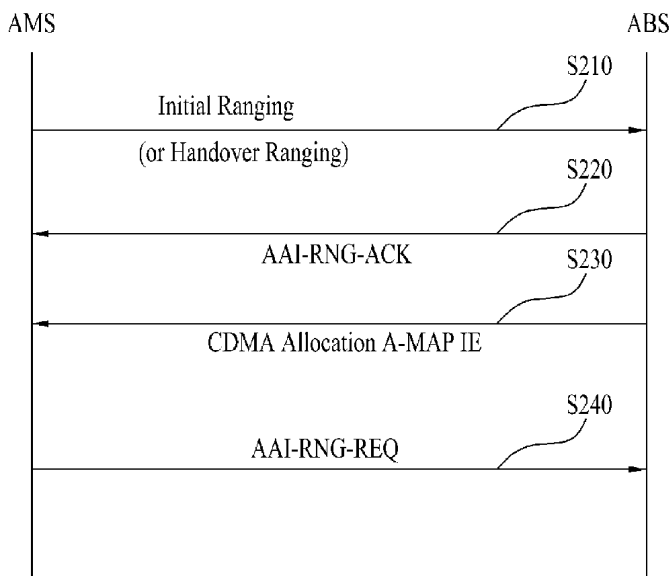 AMS
ABS
S210
Initial Ranging
(or Handover Ranging)
S220
AAI-RNG-ACK
S230
CDMA Allocation A-MAP IE
S240
AAI-RNG-REQ